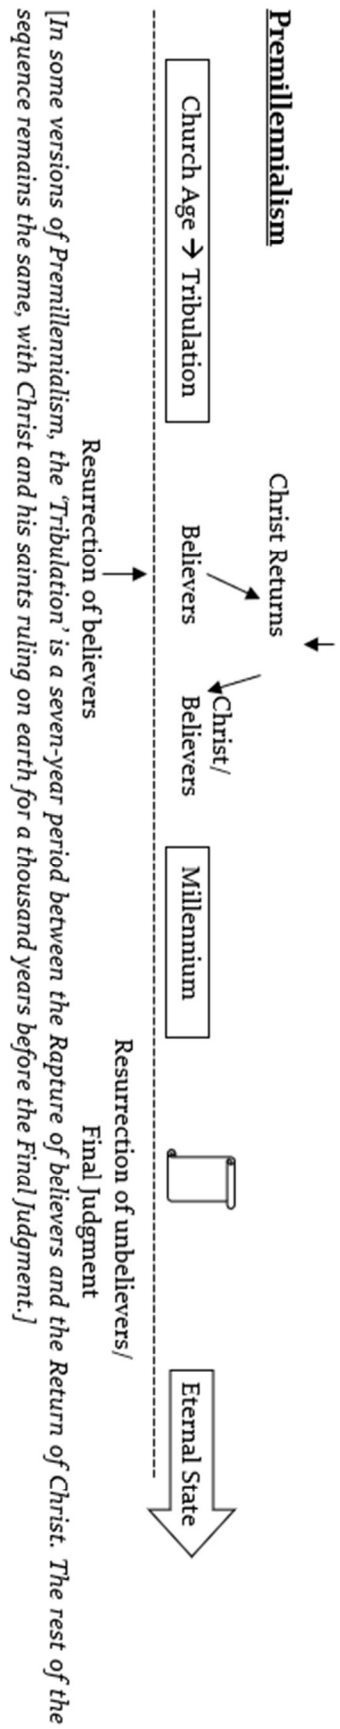 Premillennialism
Christ Returns
Church Age → Tribulation
Believers
Christ/
Believers
Millennium
Eternal State
Resurrection of believers
Resurrection of unbelievers/
Final Judgment
[In some versions of Premillennialism, the ‘Tribulation’ is a seven-year period between the Rapture of believers and the Return of Christ. The rest of the
sequence remains the same, with Christ and his saints ruling on earth for a thousand years before the Final Judgment.]